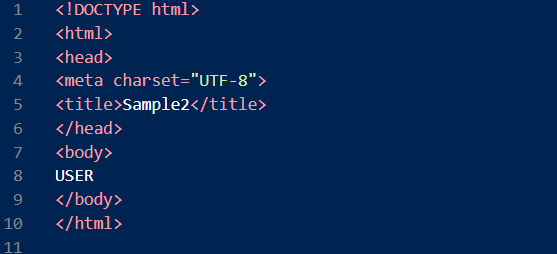 1 <!DOCTYPE html>
2 <html>
3 <head>
4 <meta charset="UTF-8">
5 <title>Sample2</title>
6 </head>
7 <body>
8 USER
9 </body>
10 </html>
11